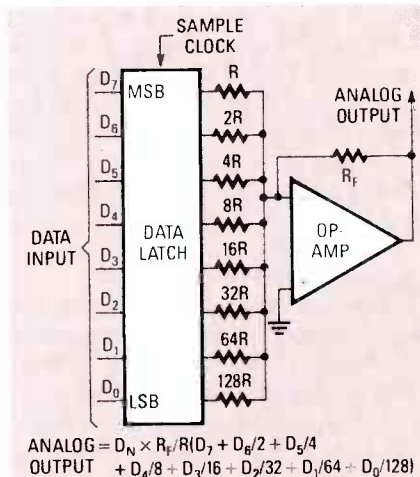 SAMPLE
CLOCK
D7 MSB R
D6 2R
D5 4R
D4 8R
D3 16R
D2 32R
D1 64R
D0 LSB 128R
DATA
INPUT
DATA
LATCH
ANALOG
OUTPUT
RF
OP-
AMP
ANALOG = DN × RF/R(D7 + D6/2 + D5/4
OUTPUT + D4/8 + D3/16 + D2/32 + D1/64 + D0/128)